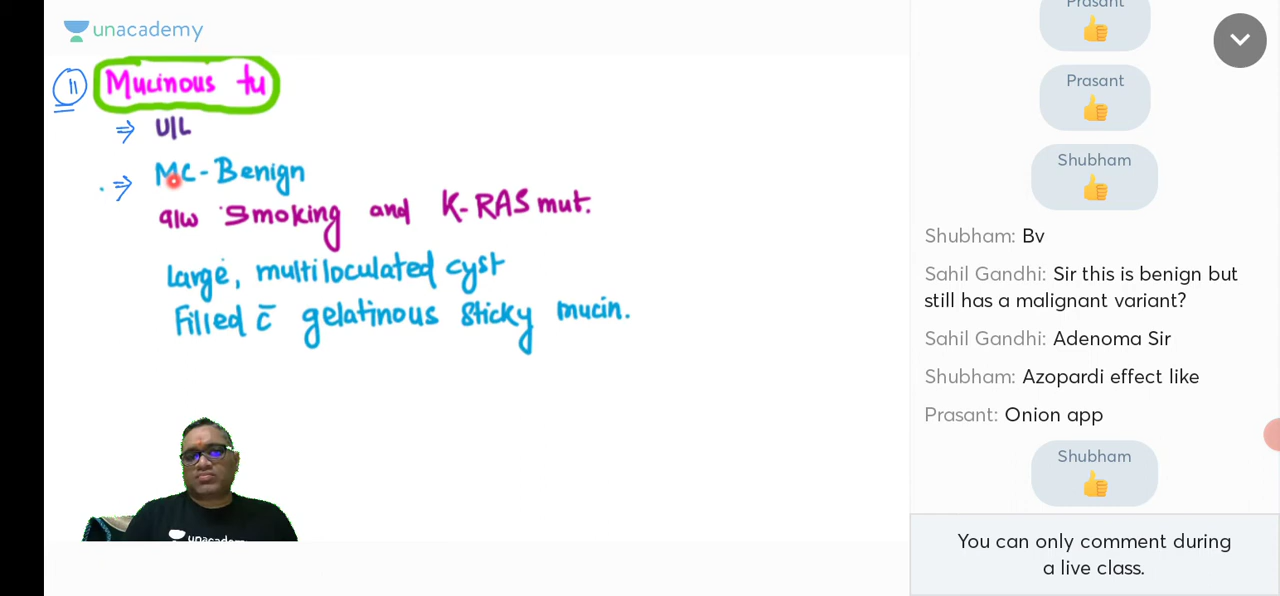 unacademy
11 Mucinous tu
⇒ U/L
⇒ MC-Benign
a/w Smoking and K-RAS mut.
Large, multiloculated cyst
Filled c̄ gelatinous sticky mucin.
unacademy
Prasant
👍
Prasant
👍
Shubham
👍
Shubham: Bv
Sahil Gandhi: Sir this is benign but
still has a malignant variant?
Sahil Gandhi: Adenoma Sir
Shubham: Azopardi effect like
Prasant: Onion app
Shubham
👍
You can only comment during
a live class.